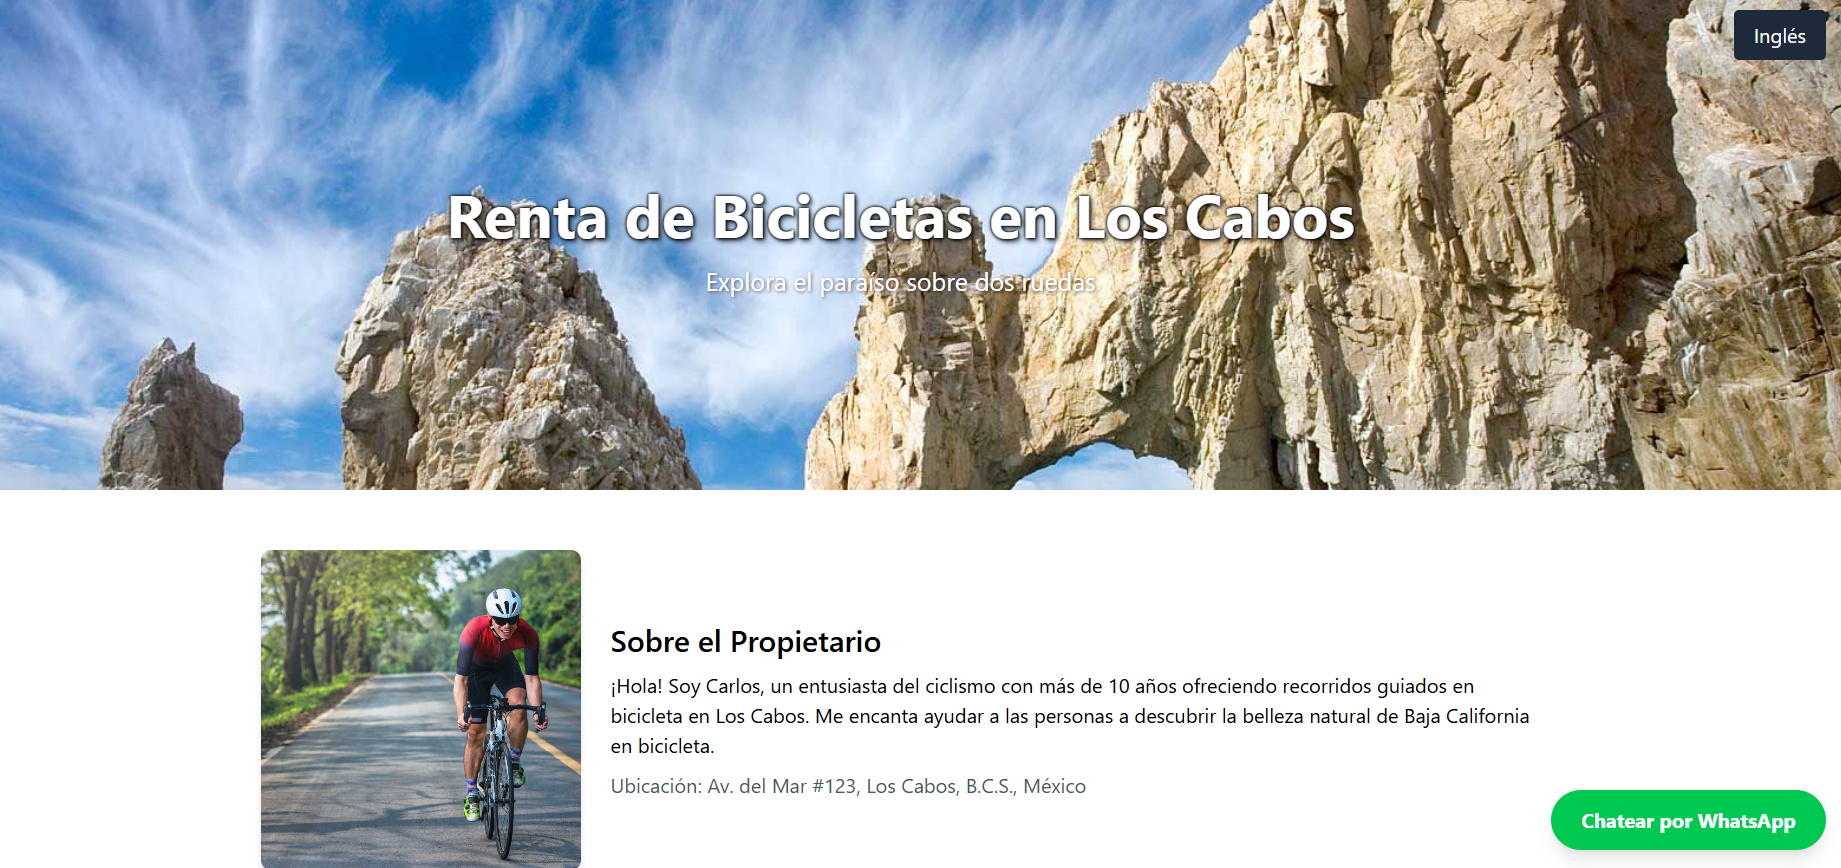 Inglés
Renta de Bicicletas en Los Cabos
Explora el paraíso sobre dos ruedas
Sobre el Propietario
¡Hola! Soy Carlos, un entusiasta del ciclismo con más de 10 años ofreciendo recorridos guiados en
bicicleta en Los Cabos. Me encanta ayudar a las personas a descubrir la belleza natural de Baja California
en bicicleta.
Ubicación: Av. del Mar #123, Los Cabos, B.C.S., México
Chatear por WhatsApp